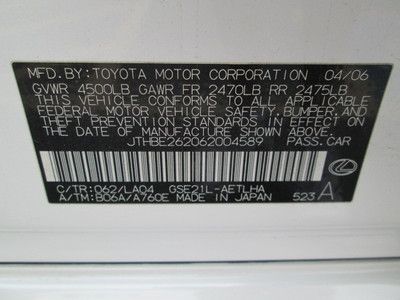 MFD.BY:TOYOTA MOTOR CORPORATION 04/06
GVWR 4500LB GAWR FR 2470LB RR 2475LB
THIS VEHICLE CONFORMS TO ALL APPLICABLE
FEDERAL MOTOR VEHICLE SAFETY, BUMPER, AND
THEFT PREVENTION STANDARDS IN EFFECT ON
THE DATE OF MANUFACTURE SHOWN ABOVE.
JTHBE262062004589 PASS.CAR
C/TR:062/LA04 GSE21L-AETLHA
A/TM:B06A/A760E MADE IN JAPAN 523 A